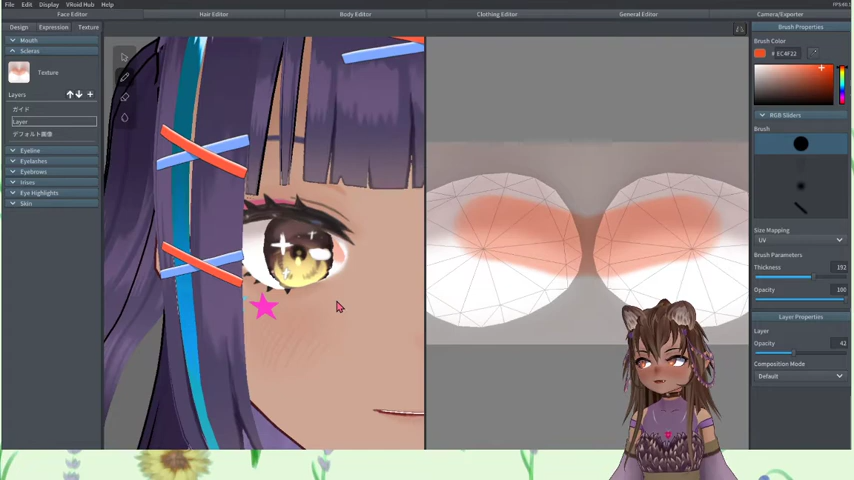 File Edit Display VRoid Hub Help
Face Editor Hair Editor Body Editor Clothing Editor General Editor Camera/Exporter
Design Expression Texture
Mouth
Scleras
Texture
Layers
ガイド
Layer
デフォルト画像
Eyeline
Eyelashes
Eyebrows
Irises
Eye Highlights
Skin
Brush Properties
Brush Color
# EC4F22
RGB Sliders
Brush
Size Mapping
UV
Brush Parameters
Thickness 192
Opacity 100
Layer Properties
Layer
Opacity 42
Composition Mode
Default